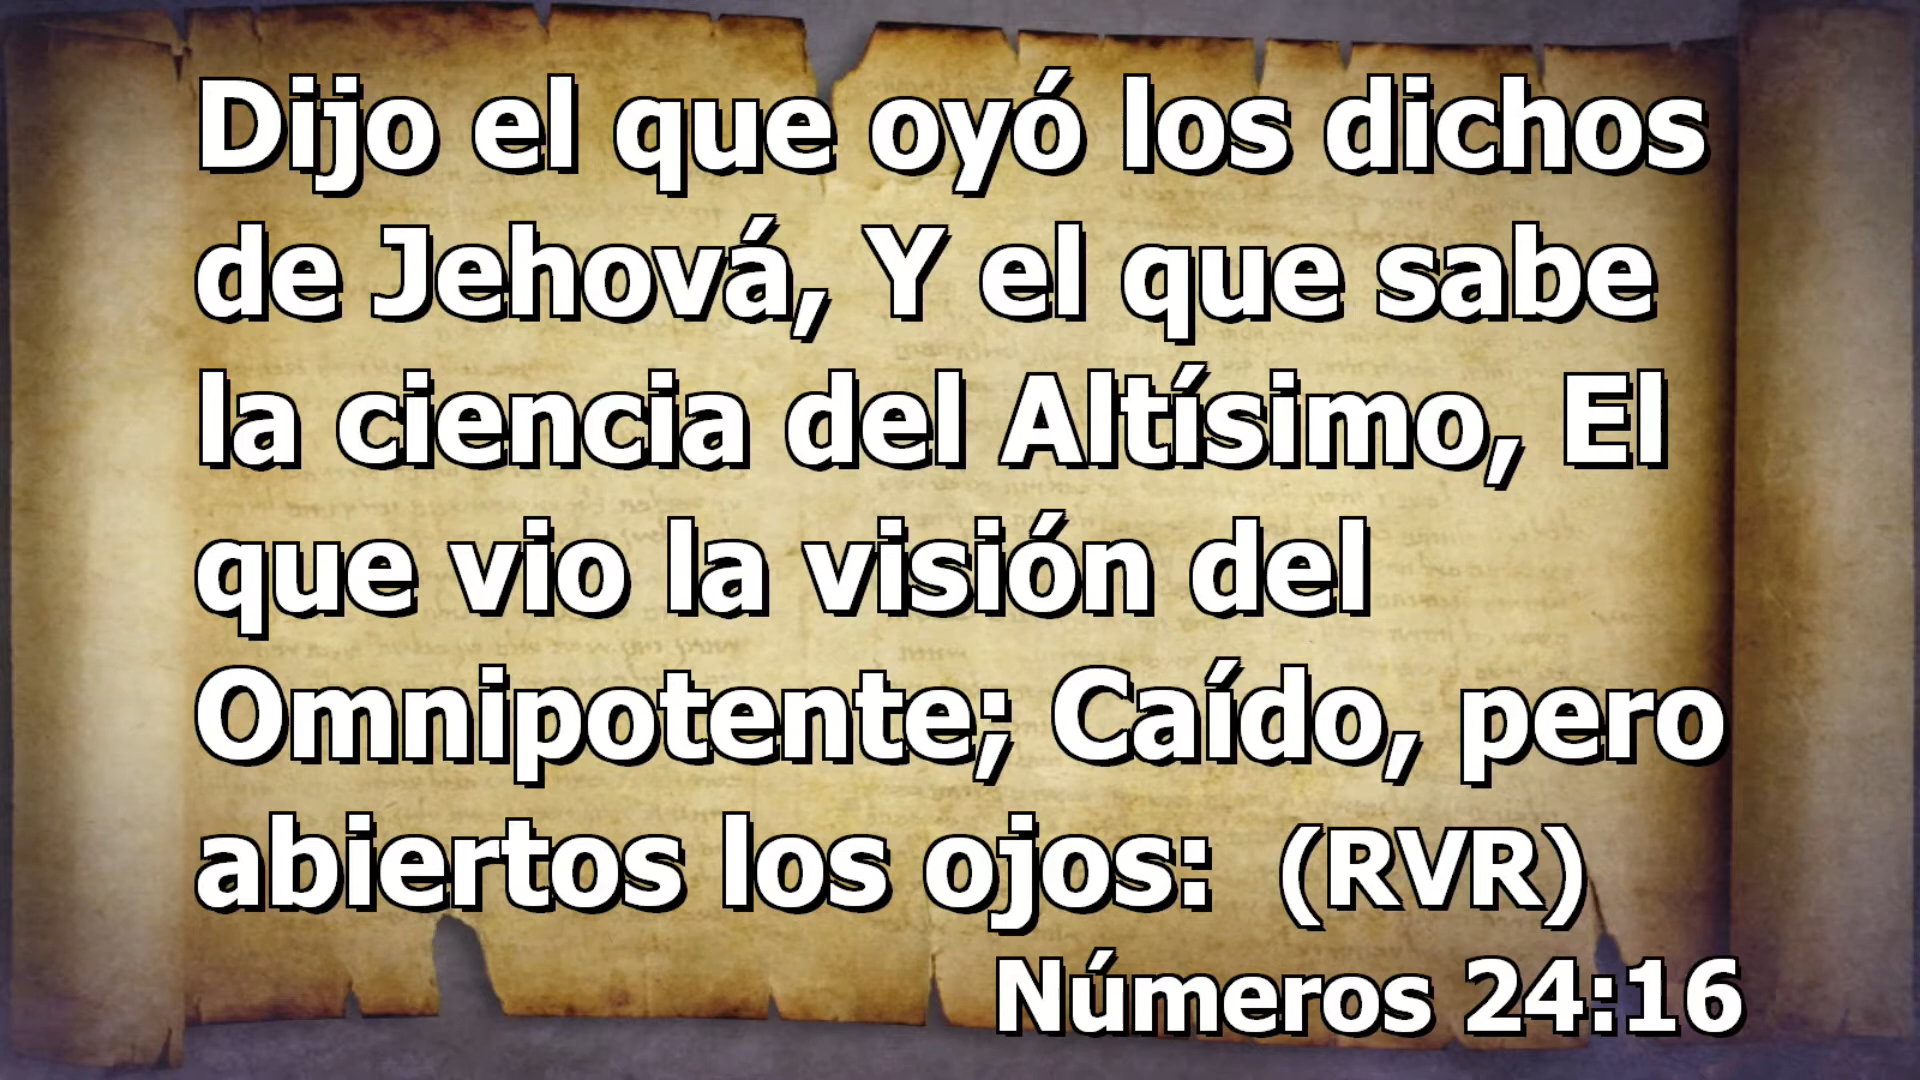 Dijo el que oyó los dichos
de Jehová, Y el que sabe
la ciencia del Altísimo, El
que vio la visión del
Omnipotente; Caído, pero
abiertos los ojos: (RVR)
Números 24:16